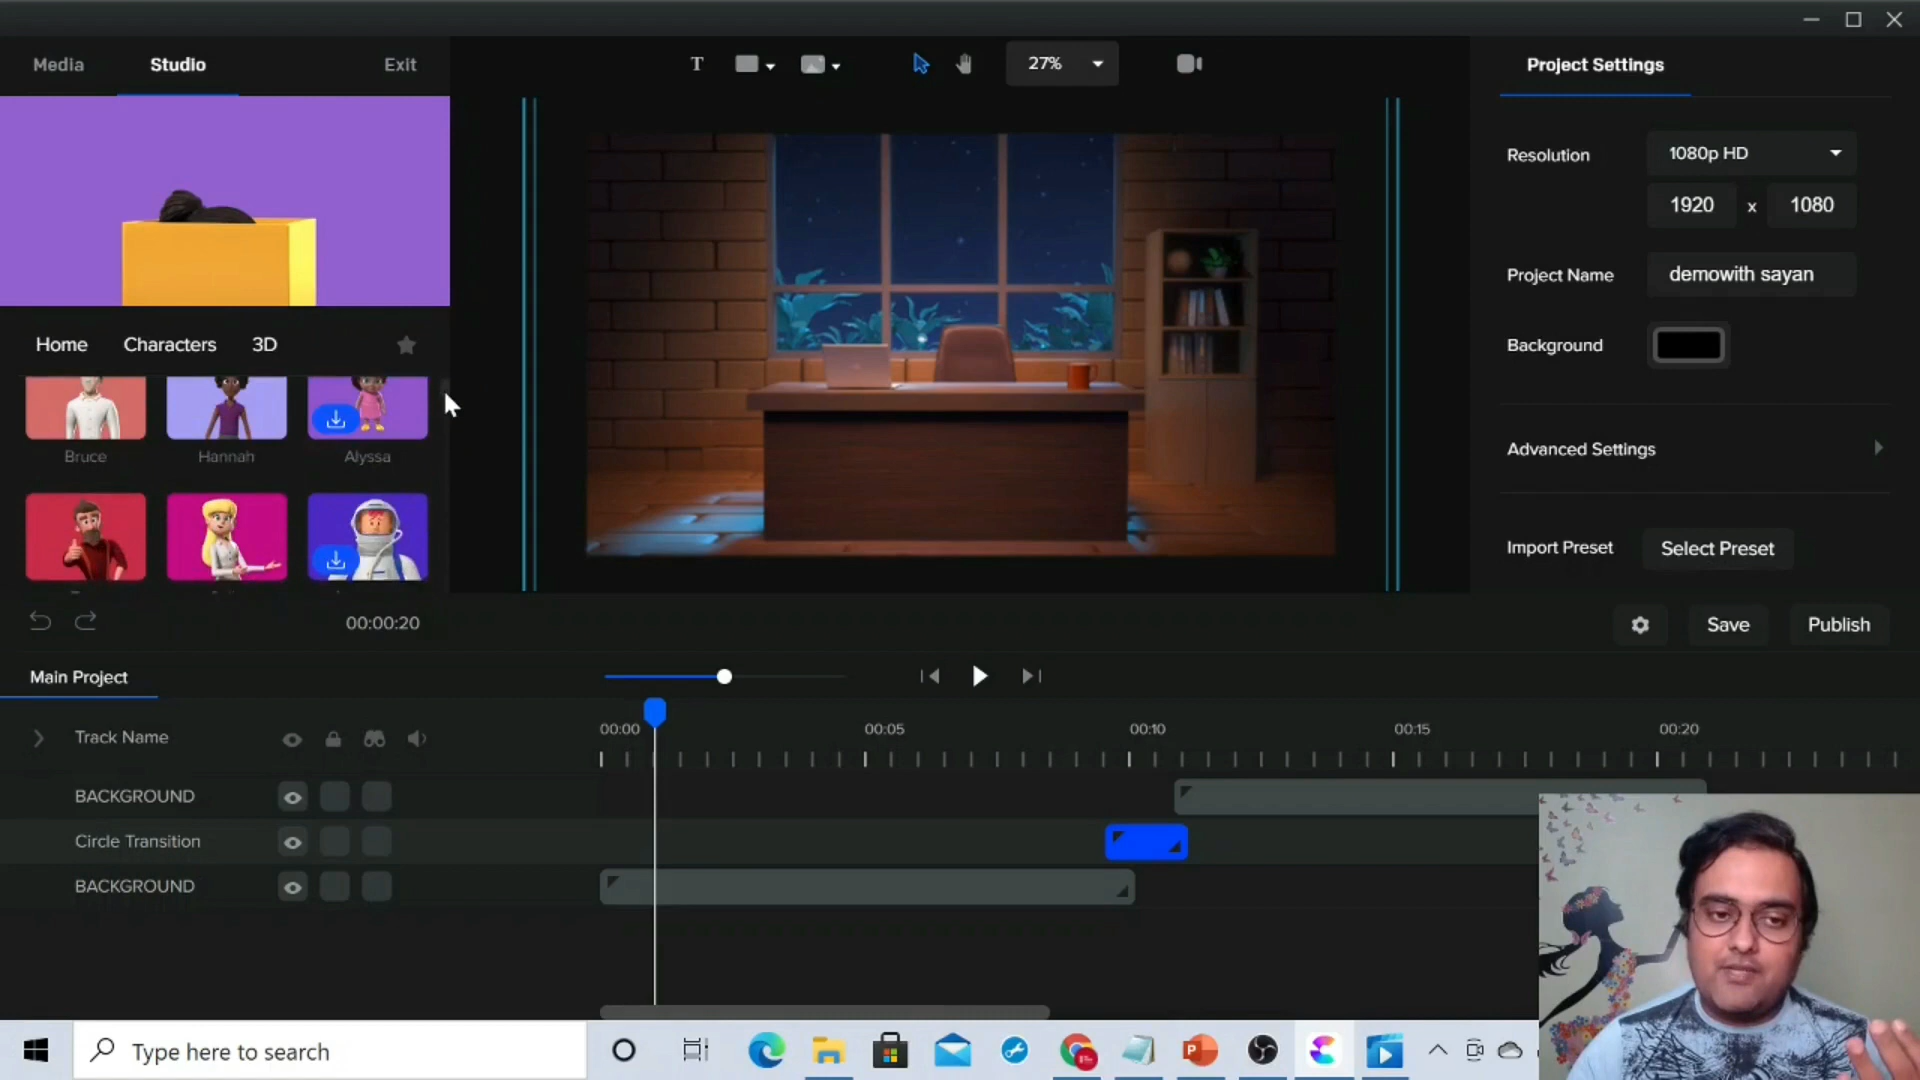 Media
Studio
Exit
T
27%
Project Settings
Resolution
1080p HD
1920 x 1080
Project Name
demowith sayan
Background
Home
Characters
3D
Bruce
Hannah
Alyssa
Advanced Settings
Import Preset
Select Preset
00:00:20
Save
Publish
Main Project
Track Name
00:00
00:05
00:10
00:15
00:20
BACKGROUND
Circle Transition
BACKGROUND
Type here to search